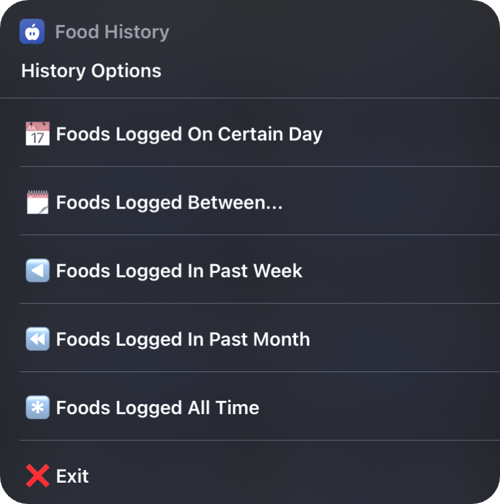 Food History
History Options
17 Foods Logged On Certain Day
Foods Logged Between...
Foods Logged In Past Week
Foods Logged In Past Month
Foods Logged All Time
Exit